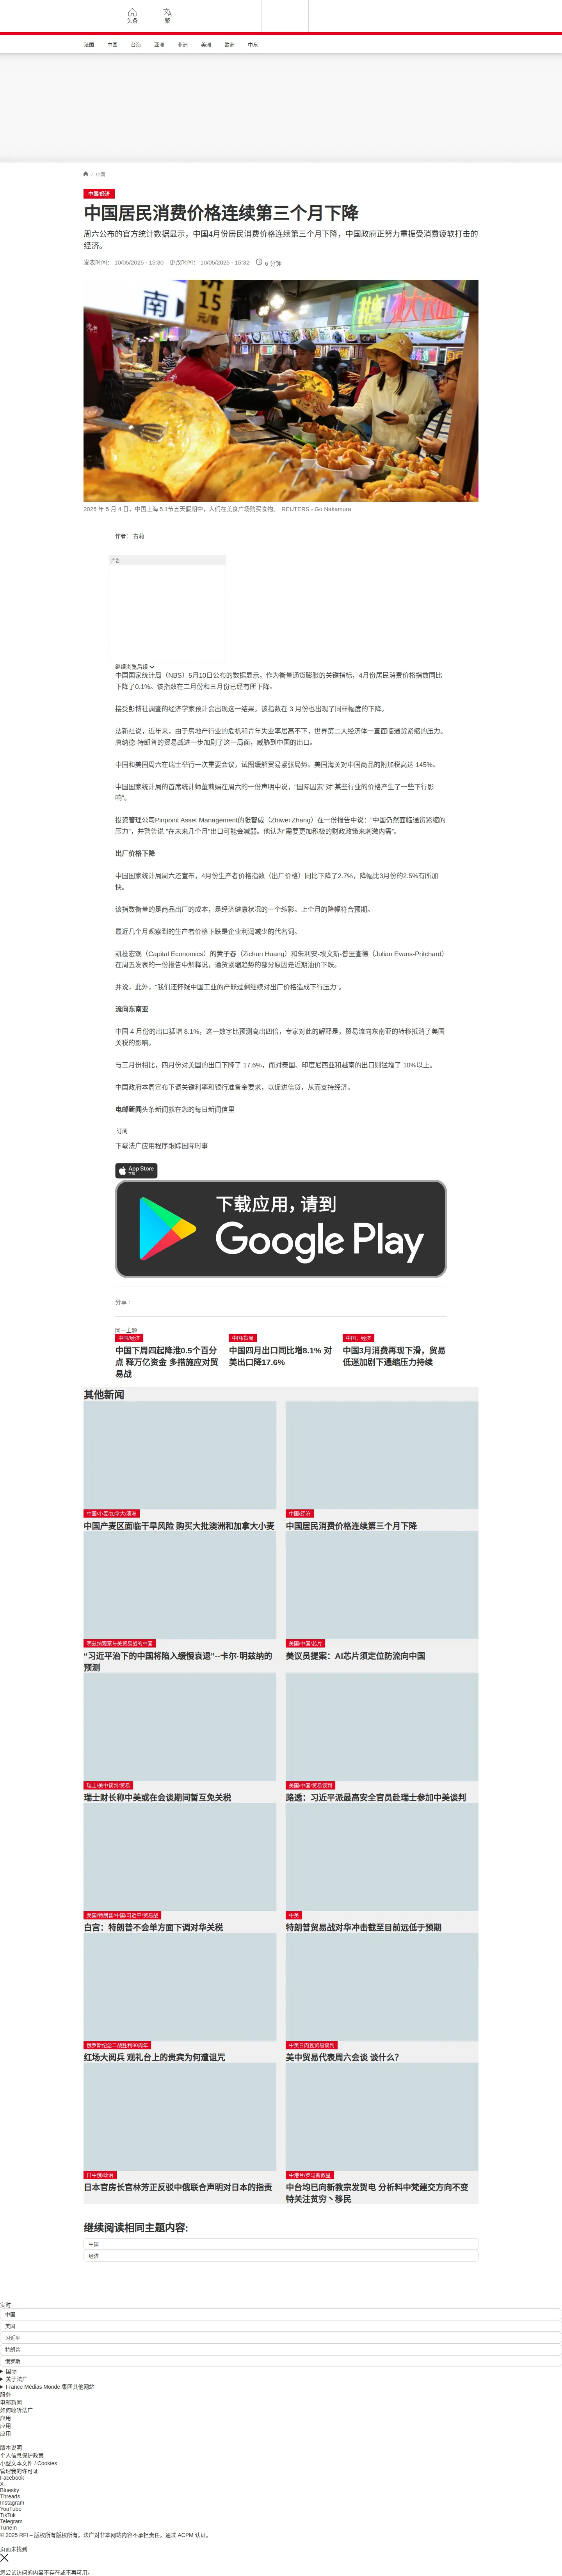 头条
繁
法国
中国
台海
亚洲
非洲
美洲
欧洲
中东
/ 中国
中国/经济
中国居民消费价格连续第三个月下降
周六公布的官方统计数据显示，中国4月份居民消费价格连续第三个月下降，中国政府正努力重振受消费疲软打击的
经济。
发表时间： 10/05/2025 - 15:30 更改时间： 10/05/2025 - 15:32 6 分钟
15
元/
2025 年 5 月 4 日，中国上海 5.1节五天假期中，人们在美食广场购买食物。 REUTERS - Go Nakamura
作者： 古莉
广告
继续浏览后续
中国国家统计局（NBS）5月10日公布的数据显示，作为衡量通货膨胀的关键指标，4月份居民消费价格指数同比
下降了0.1%。该指数在二月份和三月份已经有所下降。
接受彭博社调查的经济学家预计会出现这一结果。该指数在 3 月份也出现了同样幅度的下降。
法新社说，近年来，由于房地产行业的危机和青年失业率居高不下，世界第二大经济体一直面临通货紧缩的压力。
唐纳德-特朗普的贸易战进一步加剧了这一局面，威胁到中国的出口。
中国和美国周六在瑞士举行一次重要会议，试图缓解贸易紧张局势。美国海关对中国商品的附加税高达 145%。
中国国家统计局的首席统计师董莉娟在周六的一份声明中说，"国际因素"对"某些行业的价格产生了一些下行影
响"。
投资管理公司Pinpoint Asset Management的张智威（Zhiwei Zhang）在一份报告中说："中国仍然面临通货紧缩的
压力"，并警告说 "在未来几个月"出口可能会减弱。他认为"需要更加积极的财政政策来刺激内需"。
出厂价格下降
中国国家统计局周六还宣布，4月份生产者价格指数（出厂价格）同比下降了2.7%，降幅比3月份的2.5%有所加
快。
该指数衡量的是商品出厂的成本，是经济健康状况的一个缩影。上个月的降幅符合预期。
最近几个月观察到的生产者价格下跌是企业利润减少的代名词。
凯投宏观（Capital Economics）的黄子春（Zichun Huang）和朱利安-埃文斯-普里查德（Julian Evans-Pritchard）
在周五发表的一份报告中解释说，通货紧缩趋势的部分原因是近期油价下跌。
并说，此外，"我们还怀疑中国工业的产能过剩继续对出厂价格造成下行压力"。
流向东南亚
中国 4 月份的出口猛增 8.1%，这一数字比预测高出四倍，专家对此的解释是，贸易流向东南亚的转移抵消了美国
关税的影响。
与三月份相比，四月份对美国的出口下降了 17.6%，而对泰国、印度尼西亚和越南的出口则猛增了 10%以上。
中国政府本周宣布下调关键利率和银行准备金要求，以促进信贷，从而支持经济。
电邮新闻头条新闻就在您的每日新闻信里
订阅
下载法广应用程序跟踪国际时事
App Store
下载
下载应用，请到
Google Play
分享：
同一主题
中国/经济
中国下周四起降准0.5个百分
点 释万亿资金 多措施应对贸
易战
中国/贸易
中国四月出口同比增8.1% 对
美出口降17.6%
中国，经济
中国3月消费再现下滑，贸易
低迷加剧下通缩压力持续
其他新闻
中国/小麦/加拿大/澳洲
中国产麦区面临干旱风险 购买大批澳洲和加拿大小麦
中国/经济
中国居民消费价格连续第三个月下降
明兹纳观察与美贸易战的中国
“习近平治下的中国将陷入缓慢衰退”--卡尔·明兹纳的
预测
美国/中国/芯片
美议员提案：AI芯片须定位防流向中国
瑞士/美中谈判/贸易
瑞士财长称中美或在会谈期间暂互免关税
美国/中国/贸易谈判
路透：习近平派最高安全官员赴瑞士参加中美谈判
美国/特朗普/中国/习近平/贸易战
白宫：特朗普不会单方面下调对华关税
中美
特朗普贸易战对华冲击截至目前远低于预期
俄罗斯纪念二战胜利80周年
红场大阅兵 观礼台上的贵宾为何遭诅咒
中美日内瓦贸易谈判
美中贸易代表周六会谈 谈什么？
日中俄/政治
日本官房长官林芳正反驳中俄联合声明对日本的指责
中港台/罗马新教皇
中台均已向新教宗发贺电 分析料中梵建交方向不变
特关注贫穷丶移民
继续阅读相同主题内容:
中国
经济
实时
中国
美国
习近平
特朗普
俄罗斯
国际
关于法广
France Médias Monde 集团其他网站
服务
电邮新闻
如何收听法广
应用
应用
应用
版本说明
个人信息保护政策
小型文本文件 / Cookies
管理我的许可证
Facebook
X
Bluesky
Threads
Instagram
YouTube
TikTok
Telegram
TuneIn
© 2025 RFI – 版权所有版权所有。法广对非本网站内容不承担责任。通过 ACPM 认证。
页面未找到
您尝试访问的内容不存在或不再可用。